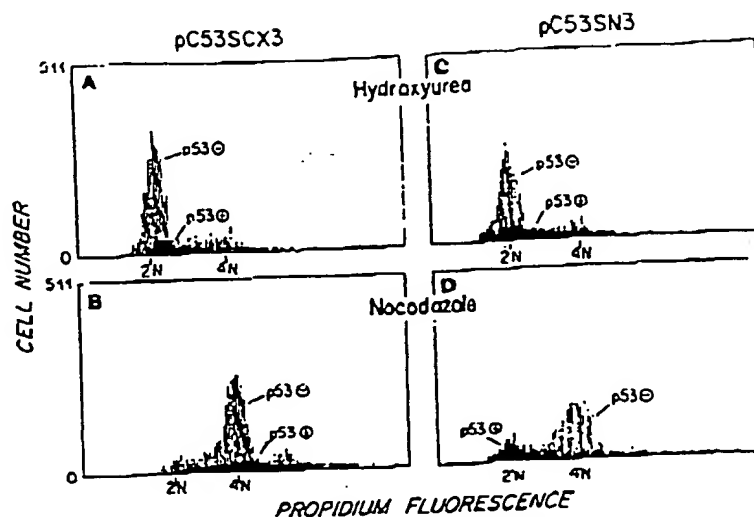 pC53SCX3
pC53SN3
511
A
C
Hydroxyurea
p53⊖
p53⊕
p53⊖
p53⊕
0
2N
4N
2N
4N
CELL NUMBER
511
B
D
Nocodazole
p53⊖
p53⊕
p53⊖
p53⊕
0
2N
4N
2N
4N
PROPIDIUM FLUORESCENCE